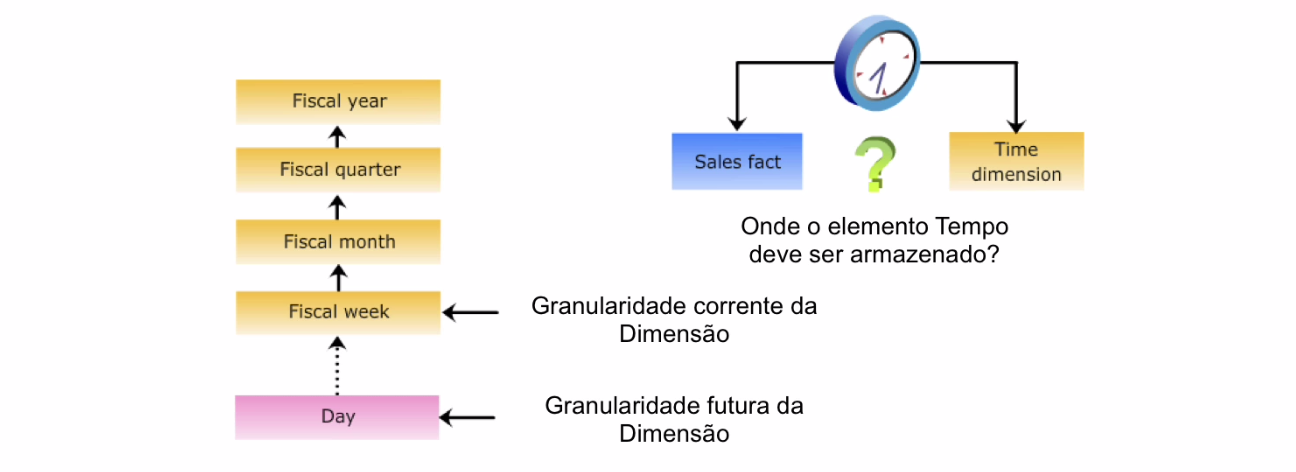 Fiscal year
Fiscal quarter
Fiscal month
Fiscal week
Day
Granularidade corrente da
Dimensão
Granularidade futura da
Dimensão
Sales fact
?
Time
dimension
Onde o elemento Tempo
deve ser armazenado?